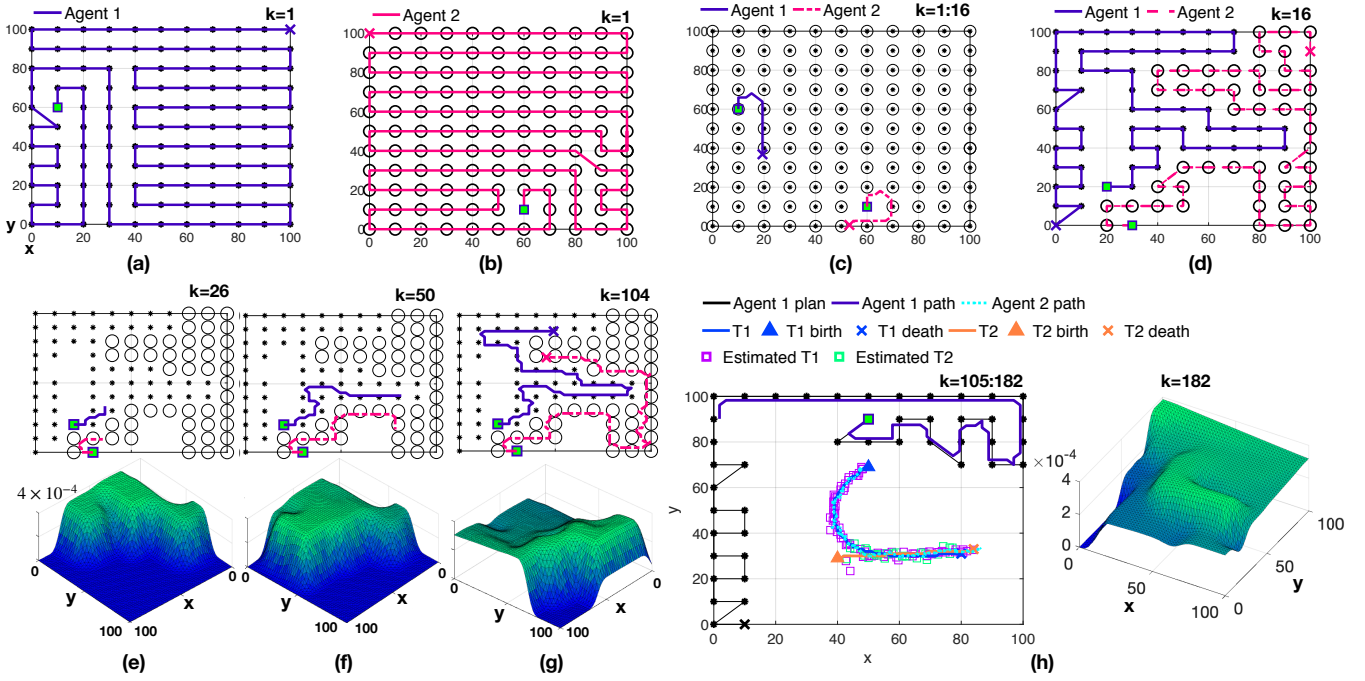 Agent 1
k=1
100
80
60
40
20
0
y
0
20
40
60
80
100
x
(a)
Agent 2
k=1
100
80
60
40
20
0
0
20
40
60
80
100
(b)
Agent 1
Agent 2
k=1:16
100
80
60
40
20
0
0
20
40
60
80
100
(c)
Agent 1
Agent 2
k=16
100
80
60
40
20
0
0
20
40
60
80
100
(d)
k=26
4 × 10⁻⁴
0
0
y
x
100
100
(e)
k=50
0
0
y
x
100
100
(f)
k=104
0
0
y
x
100
100
(g)
Agent 1 plan
Agent 1 path
Agent 2 path
T1
T1 birth
T1 death
T2
T2 birth
T2 death
Estimated T1
Estimated T2
k=105:182
100
80
60
40
20
0
y
0
20
40
60
80
100
x
k=182
×10⁻⁴
4
2
0
0
50
100
x
0
50
100
y
(h)